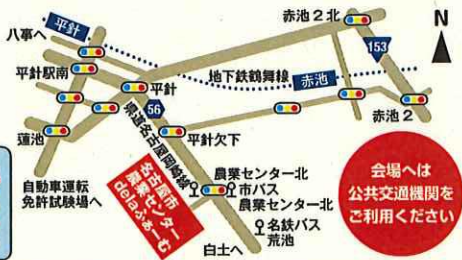 八事へ
平針
平針駅南
平針
蓮池
自動車運転
免許試験場へ
地下鉄鶴舞線
赤池
赤池2北
N
153
赤池2
56
県道名古屋岡崎線
平針欠下
農業センター北
市バス
農業センター北
名鉄バス
荒池
白土へ
名古屋市
農業センター
delaふぁーむ
会場へは
公共交通機関を
ご利用ください